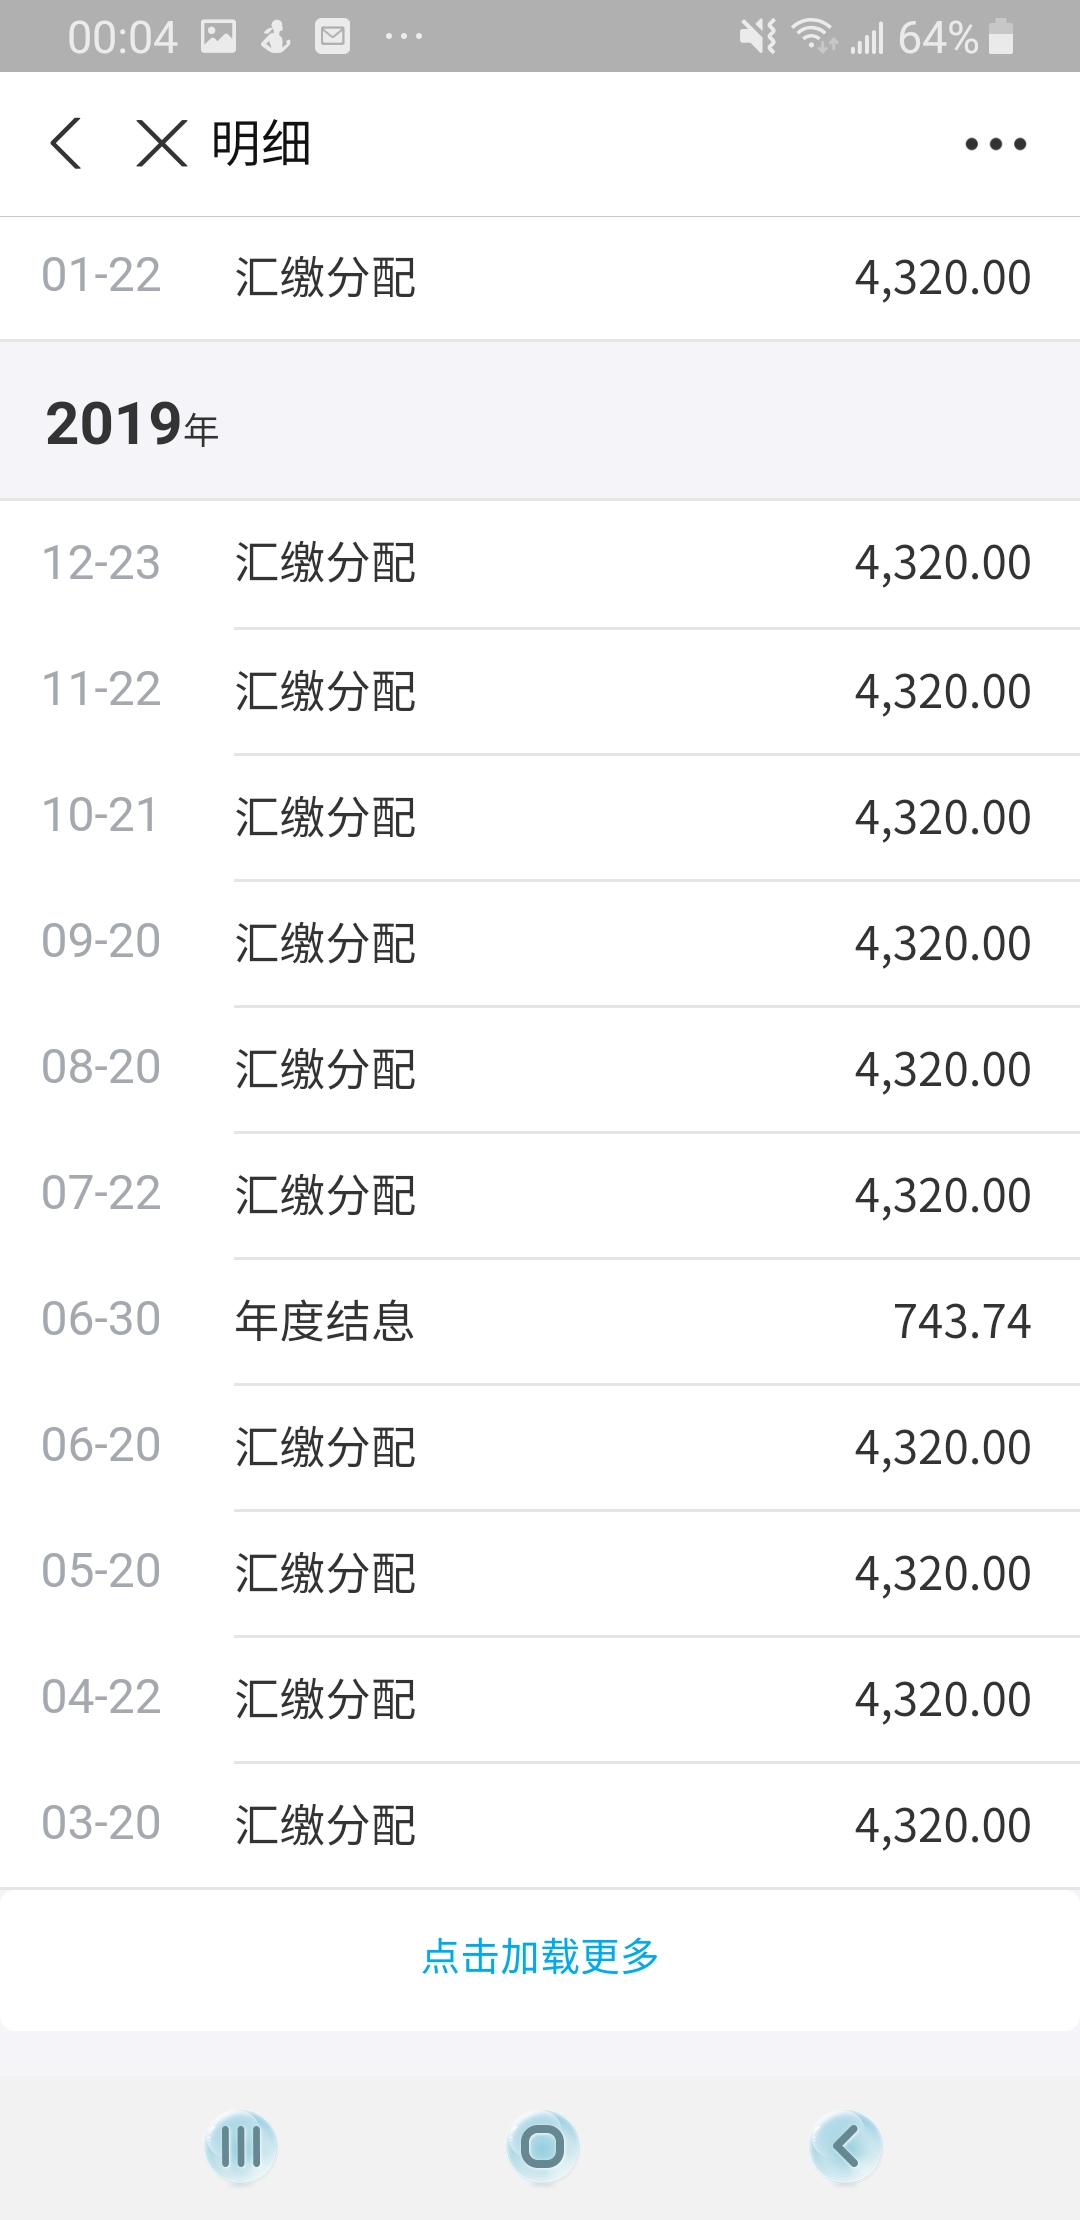 00:04 64%
明细
01-22 汇缴分配 4,320.00
2019年
12-23 汇缴分配 4,320.00
11-22 汇缴分配 4,320.00
10-21 汇缴分配 4,320.00
09-20 汇缴分配 4,320.00
08-20 汇缴分配 4,320.00
07-22 汇缴分配 4,320.00
06-30 年度结息 743.74
06-20 汇缴分配 4,320.00
05-20 汇缴分配 4,320.00
04-22 汇缴分配 4,320.00
03-20 汇缴分配 4,320.00
点击加载更多